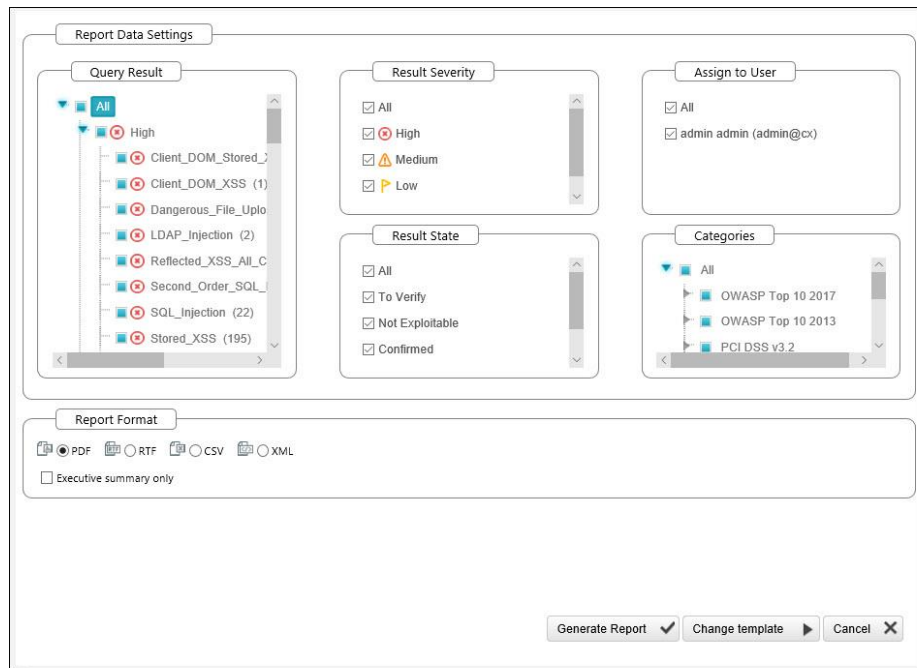 Report Data Settings
Query Result
All
High
Client_DOM_Stored_
Client_DOM_XSS (1)
Dangerous_File_Uplo
LDAP_Injection (2)
Reflected_XSS_All_C
Second_Order_SQL_
SQL_Injection (22)
Stored_XSS (195)
Result Severity
All
High
Medium
Low
Assign to User
All
admin admin (admin@cx)
Result State
All
To Verify
Not Exploitable
Confirmed
Categories
All
OWASP Top 10 2017
OWASP Top 10 2013
PCI DSS v3.2
Report Format
PDF RTF CSV XML
Executive summary only
Generate Report Change template Cancel